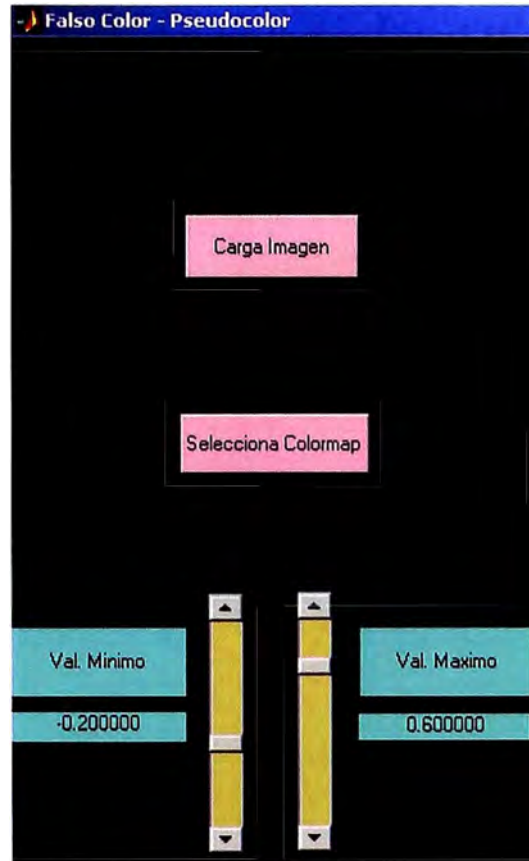 Falso Color - Pseudocolor
Carga Imagen
Selecciona Colormap
Val. Minimo
Val. Maximo
-0.200000
0.600000